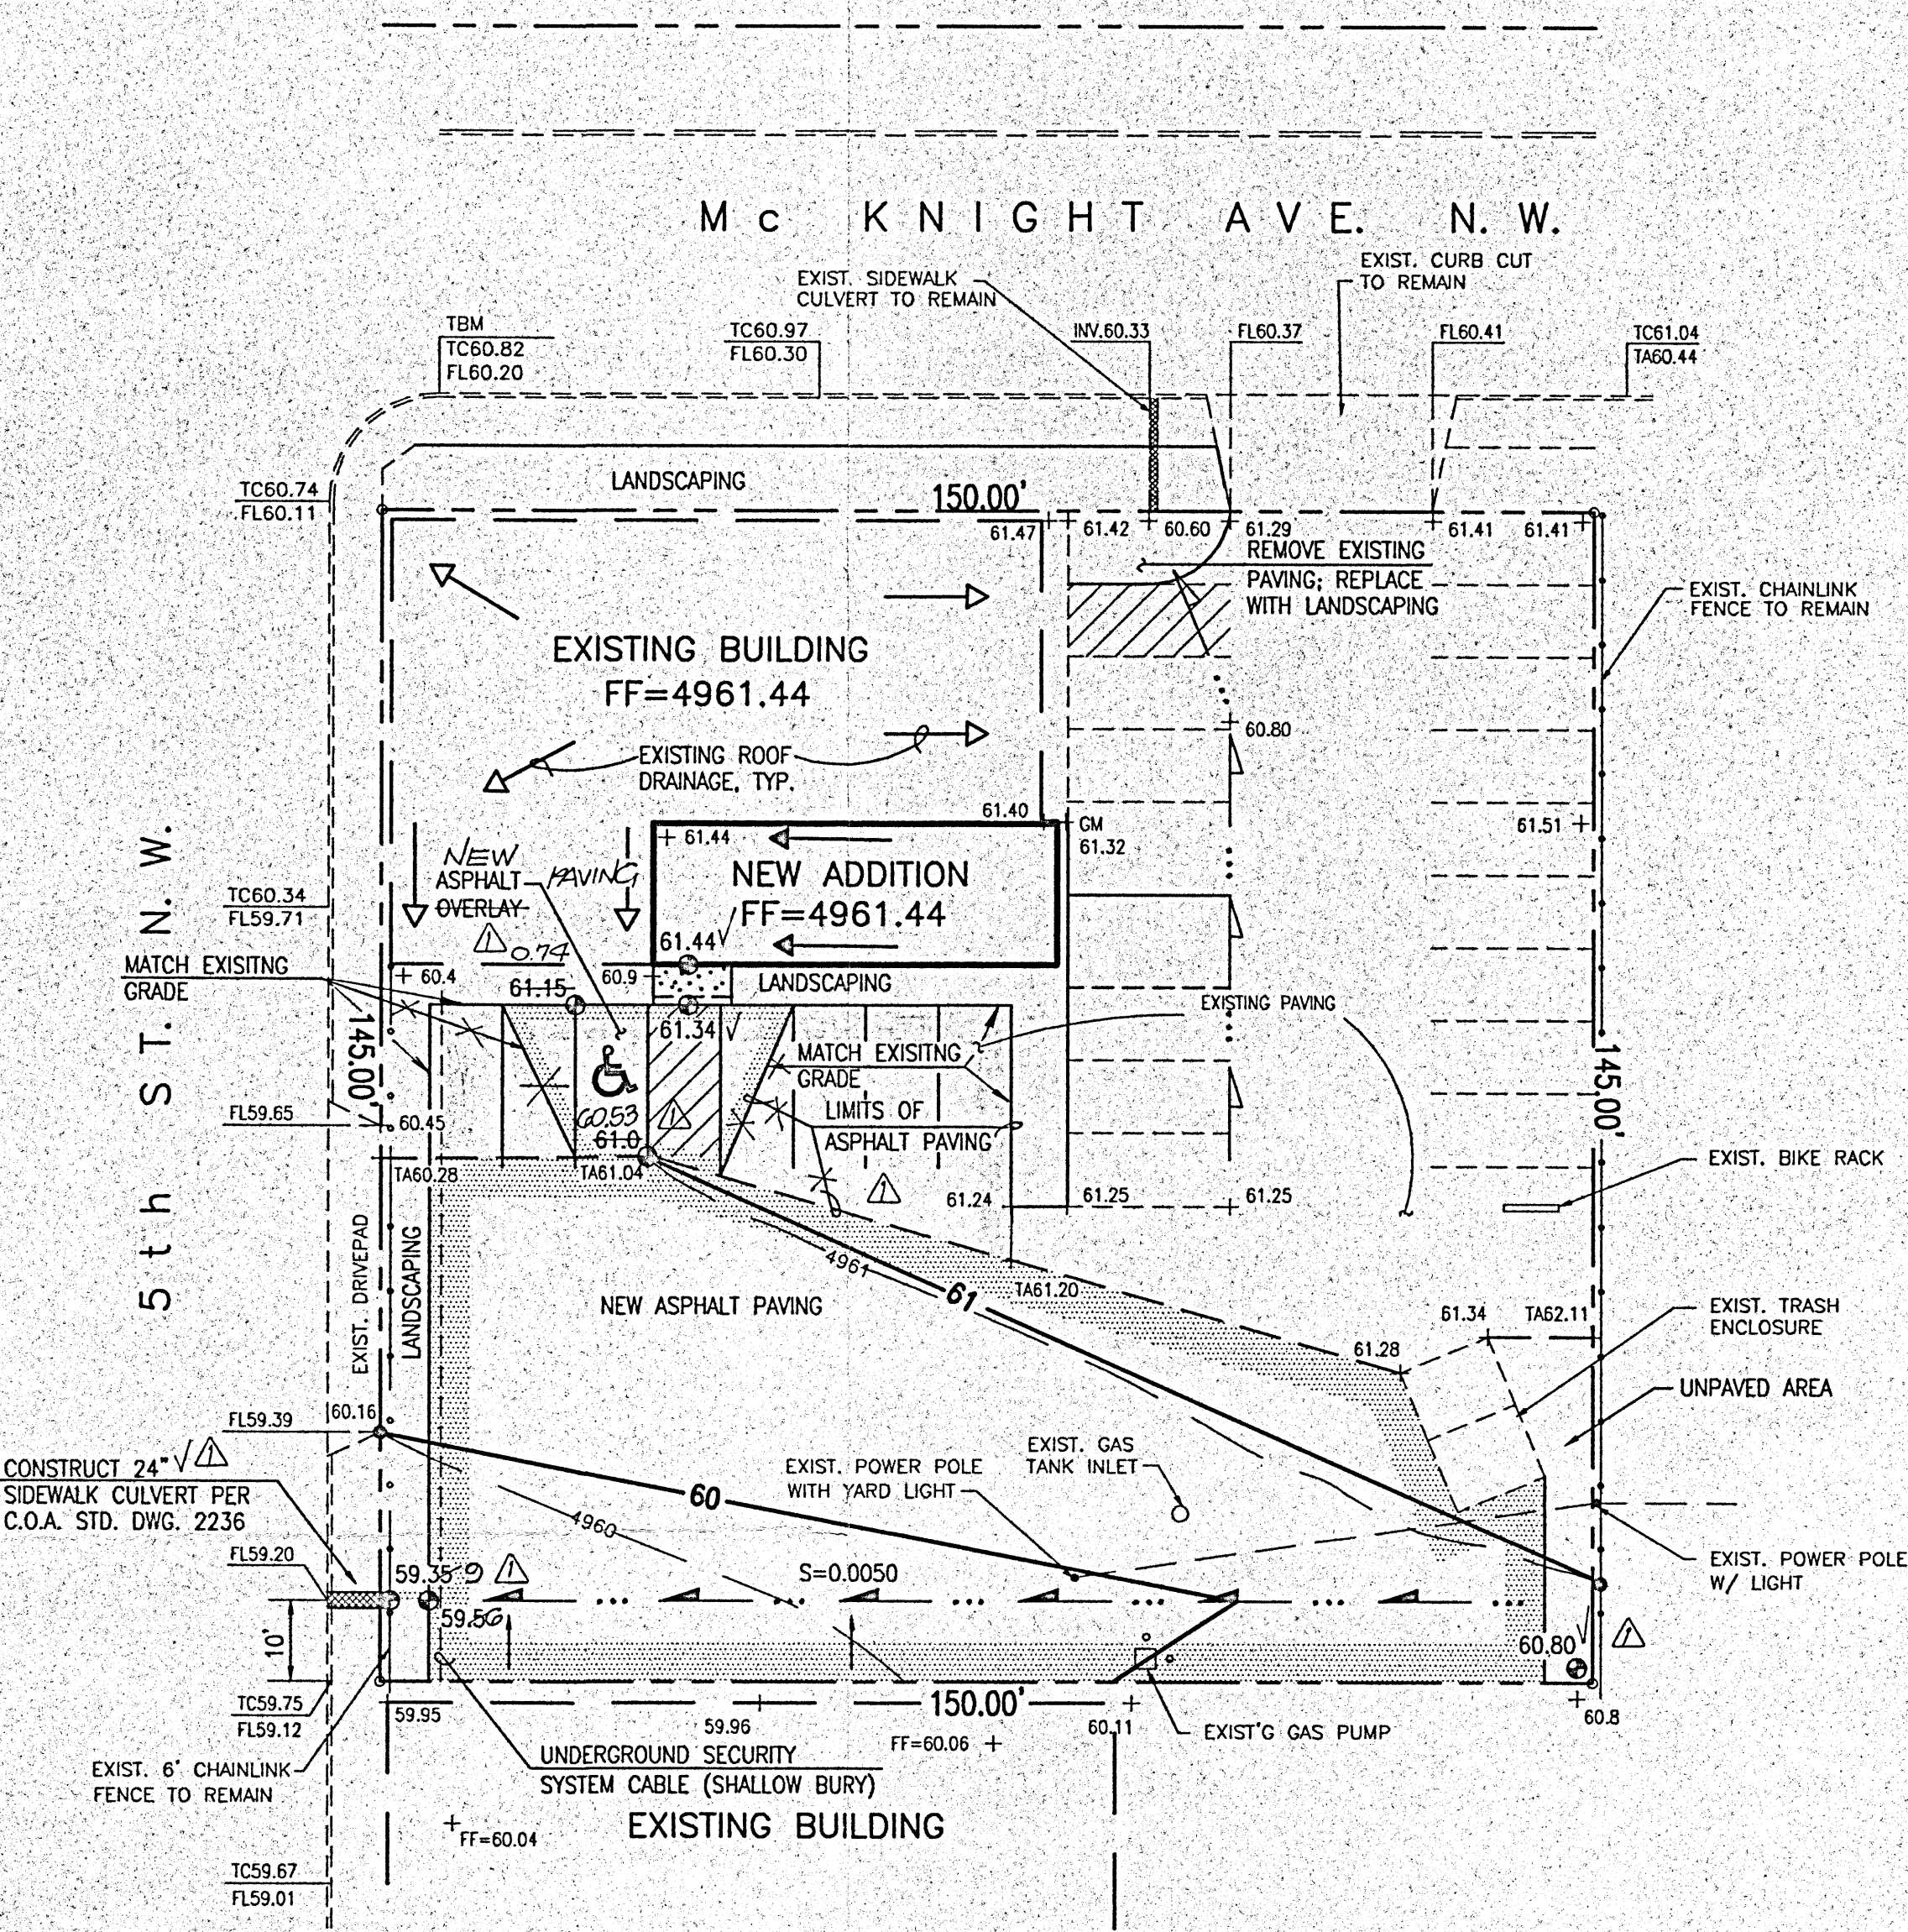 Mc KNIGHT AVE. N.W.
EXIST. SIDEWALK
CULVERT TO REMAIN
EXIST. CURB CUT
TO REMAIN
TBM
TC60.82
FL60.20
TC60.97
FL60.30
INV.60.33
FL60.37
FL60.41
TC61.04
TA60.44
TC60.74
FL60.11
LANDSCAPING
150.00'
61.47
61.42
60.60
61.29
61.41
61.41
REMOVE EXISTING
PAVING; REPLACE
WITH LANDSCAPING
EXIST. CHAINLINK
FENCE TO REMAIN
EXISTING BUILDING
FF=4961.44
60.80
EXISTING ROOF
DRAINAGE, TYP.
61.40
GM
61.32
61.51
61.44
NEW ADDITION
FF=4961.44
NEW
ASPHALT PAVING
OVERLAY
5th ST. N.W.
TC60.34
FL59.71
1
0.74
61.44
MATCH EXISITNG
GRADE
60.4
61.15
60.9
LANDSCAPING
EXISTING PAVING
145.00'
61.34
MATCH EXISITNG
GRADE
145.00'
LIMITS OF
ASPHALT PAVING
FL59.65
60.45
60.53
1
61.0
TA60.28
TA61.04
1
61.24
61.25
61.25
EXIST. BIKE RACK
EXIST. DRIVEPAD
LANDSCAPING
4961
61
TA61.20
NEW ASPHALT PAVING
61.34
TA62.11
EXIST. TRASH
ENCLOSURE
61.28
UNPAVED AREA
FL59.39
60.16
CONSTRUCT 24" 1
SIDEWALK CULVERT PER
C.O.A. STD. DWG. 2236
EXIST. POWER POLE
WITH YARD LIGHT
EXIST. GAS
TANK INLET
60
4960
FL59.20
59.35 9 1
59.56
S=0.0050
EXIST. POWER POLE
W/ LIGHT
10'
60.80
1
TC59.75
FL59.12
59.95
59.96
150.00'
60.11
60.8
FF=60.06
EXIST'G GAS PUMP
EXIST. 6' CHAINLINK
FENCE TO REMAIN
UNDERGROUND SECURITY
SYSTEM CABLE (SHALLOW BURY)
FF=60.04
EXISTING BUILDING
TC59.67
FL59.01